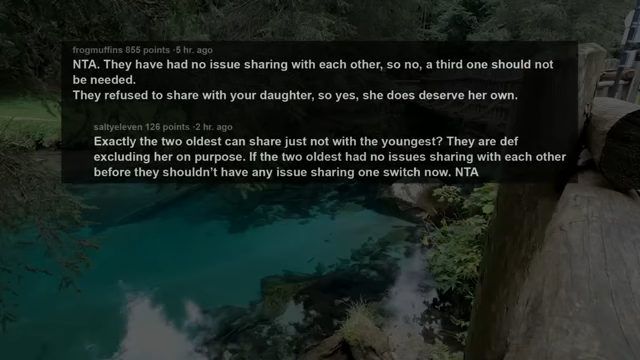 frogmuffins 855 points ·5 hr. ago
NTA. They have had no issue sharing with each other, so no, a third one should not
be needed.
They refused to share with your daughter, so yes, she does deserve her own.
saltyeleven 126 points ·2 hr. ago
Exactly the two oldest can share just not with the youngest? They are def
excluding her on purpose. If the two oldest had no issues sharing with each other
before they shouldn't have any issue sharing one switch now. NTA